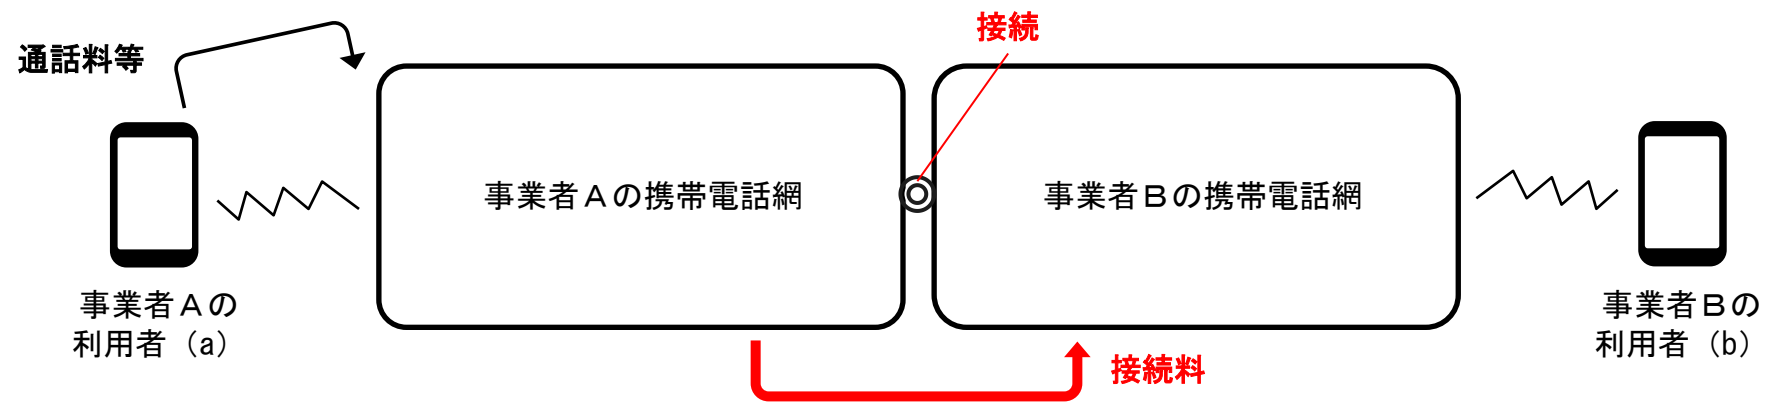 接続
通話料等
事業者Aの携帯電話網
事業者Bの携帯電話網
事業者Aの
利用者（a）
事業者Bの
利用者（b）
接続料